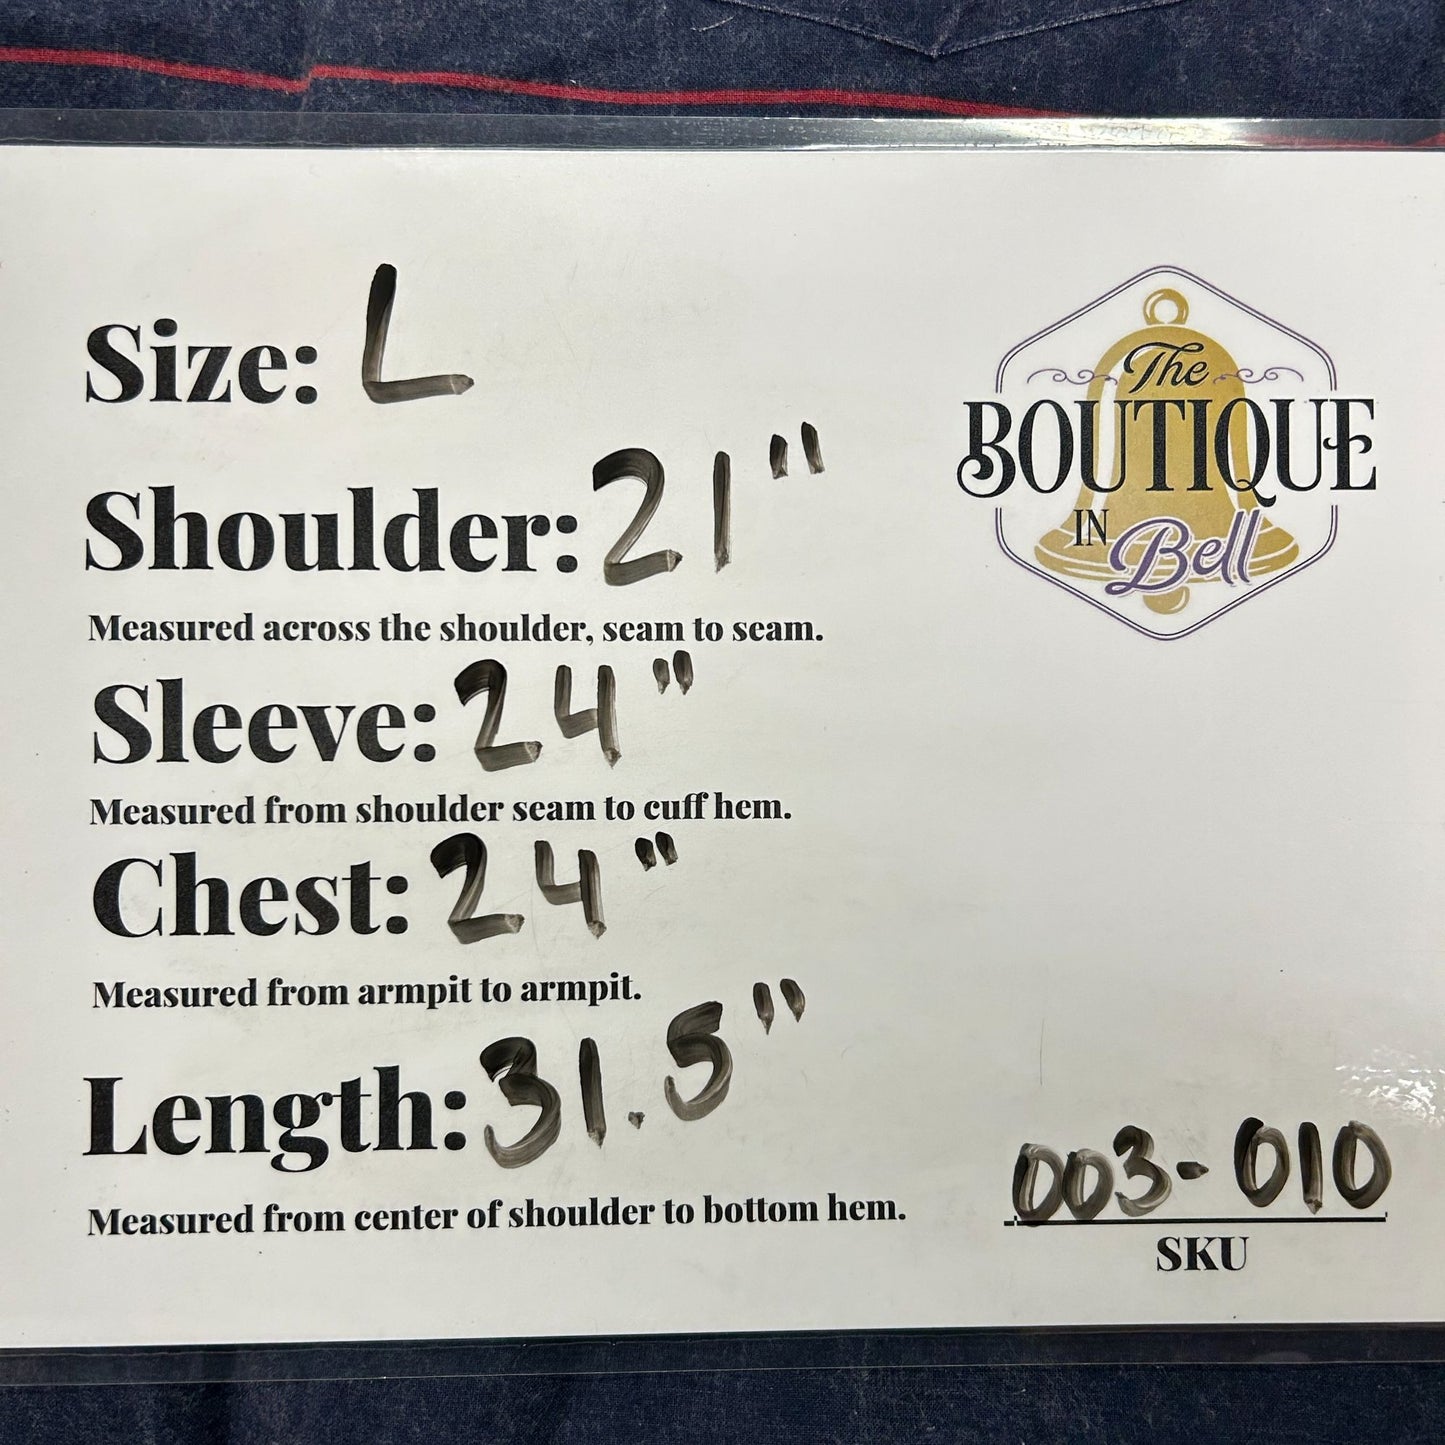 Size: L
The
BOUTIQUE
IN Bell
Shoulder: 21"
Measured across the shoulder, seam to seam.
Sleeve: 24"
Measured from shoulder seam to cuff hem.
Chest: 24"
Measured from armpit to armpit.
Length: 31.5"
Measured from center of shoulder to bottom hem.
003-010
SKU